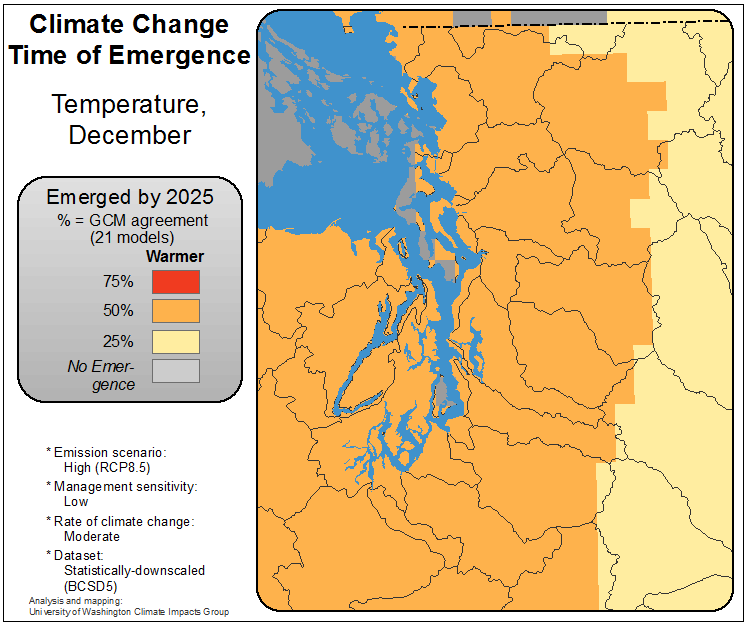 Climate Change
Time of Emergence
Temperature,
December
Emerged by 2025
% = GCM agreement
(21 models)
Warmer
75%
50%
25%
No Emer-
gence
* Emission scenario:
High (RCP8.5)
* Management sensitivity:
Low
* Rate of climate change:
Moderate
* Dataset:
Statistically-downscaled
(BCSD5)
Analysis and mapping:
University of Washington Climate Impacts Group